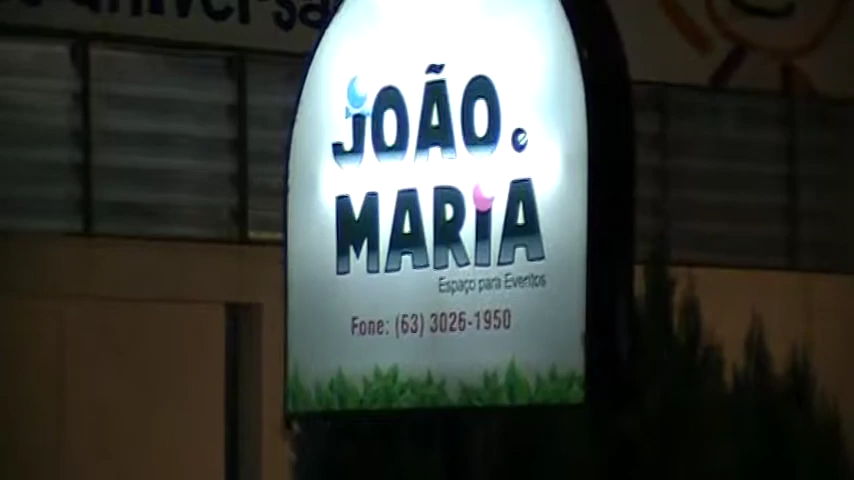 JOÃO e
MARIA
Espaço para Eventos
Fone: (63) 3026-1950